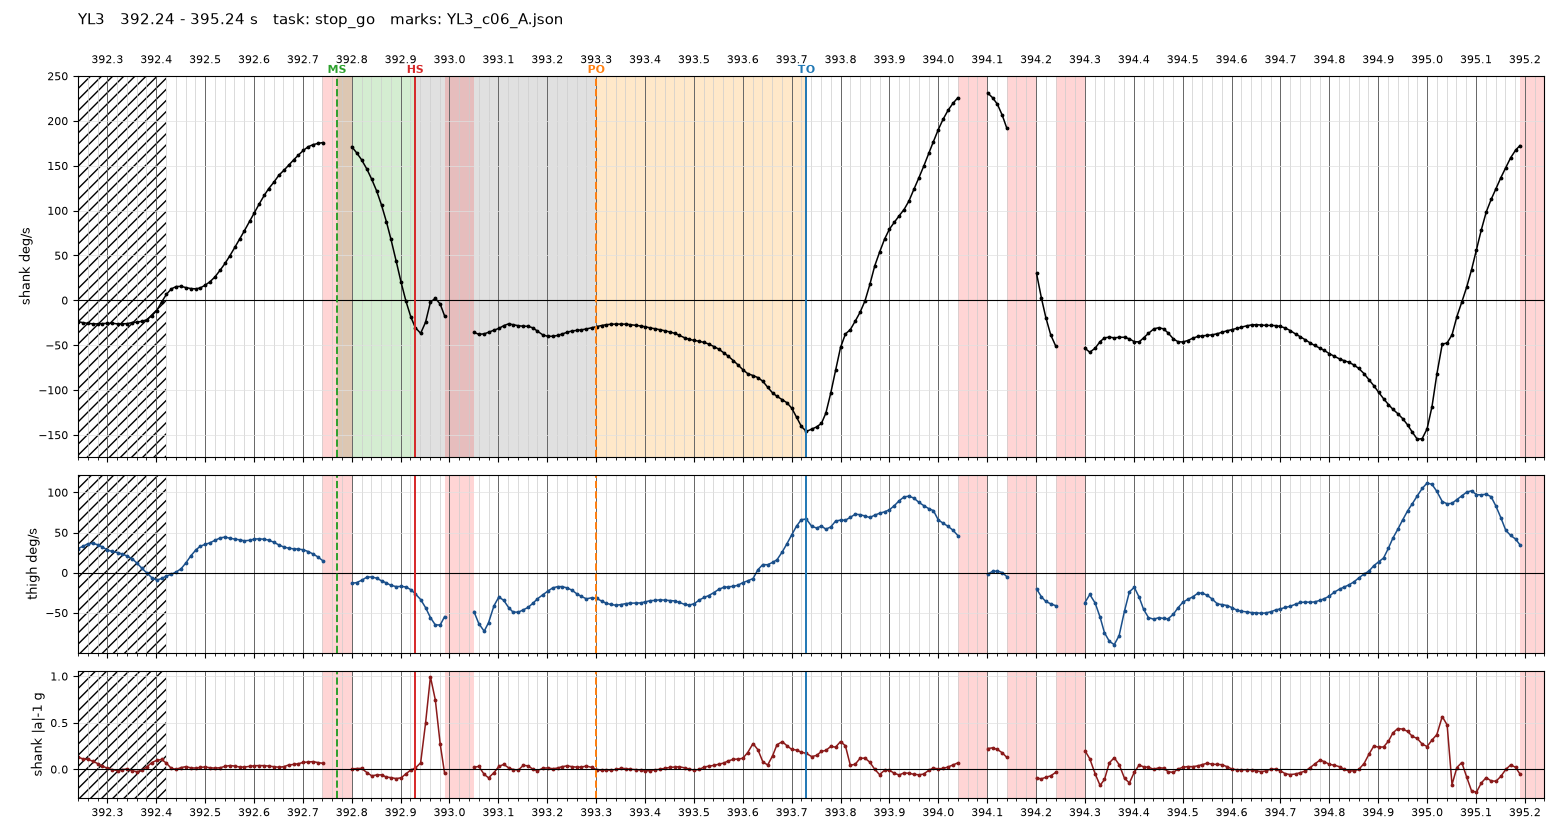 YL3   392.24 - 395.24 s   task: stop_go   marks: YL3_c06_A.json
392.3 392.4 392.5 392.6 392.7 392.8 392.9 393.0 393.1 393.2 393.3 393.4 393.5 393.6 393.7 393.8 393.9 394.0 394.1 394.2 394.3 394.4 394.5 394.6 394.7 394.8 394.9 395.0 395.1 395.2
MS HS PO TO
250
200
150
100
50
0
−50
−100
−150
shank deg/s
100
50
0
−50
thigh deg/s
1.0
0.5
0.0
shank |a|-1 g
392.3 392.4 392.5 392.6 392.7 392.8 392.9 393.0 393.1 393.2 393.3 393.4 393.5 393.6 393.7 393.8 393.9 394.0 394.1 394.2 394.3 394.4 394.5 394.6 394.7 394.8 394.9 395.0 395.1 395.2